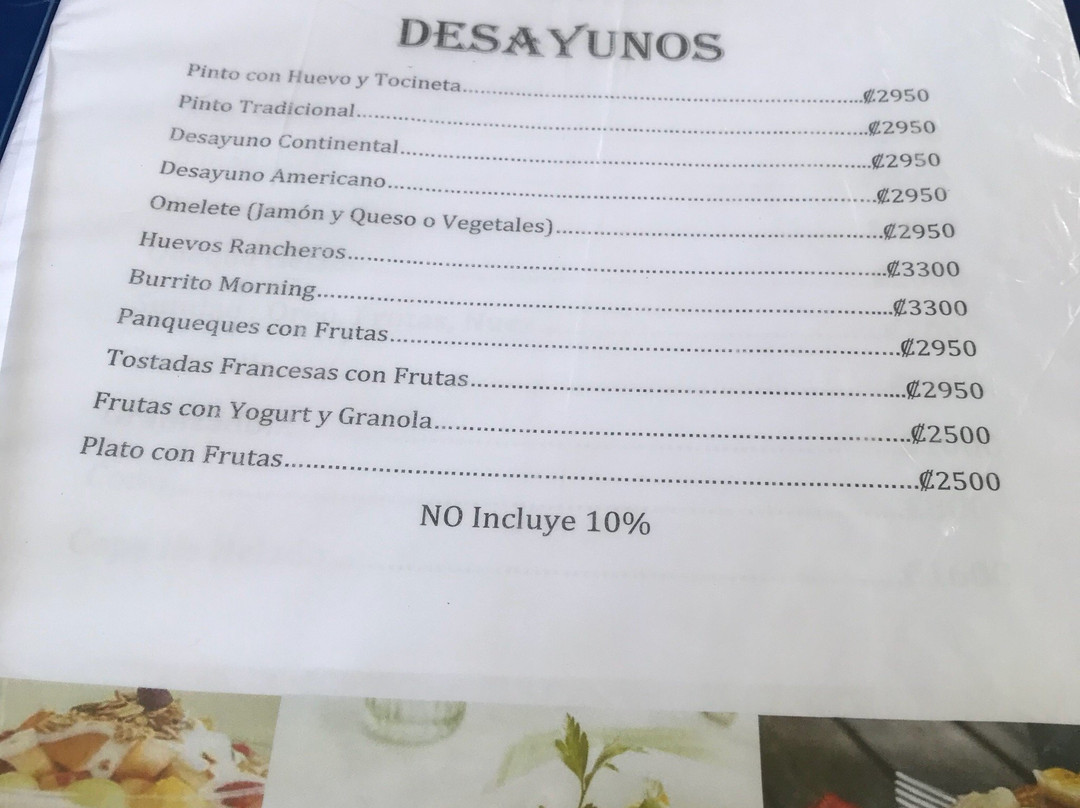 DESAYUNOS
Pinto con Huevo y Tocineta..........₡2950
Pinto Tradicional..........₡2950
Desayuno Continental..........₡2950
Desayuno Americano..........₡2950
Omelete (Jamón y Queso o Vegetales)..........₡2950
Huevos Rancheros..........₡3300
Burrito Morning..........₡3300
Panqueques con Frutas..........₡2950
Tostadas Francesas con Frutas..........₡2950
Frutas con Yogurt y Granola..........₡2500
Plato con Frutas..........₡2500
NO Incluye 10%